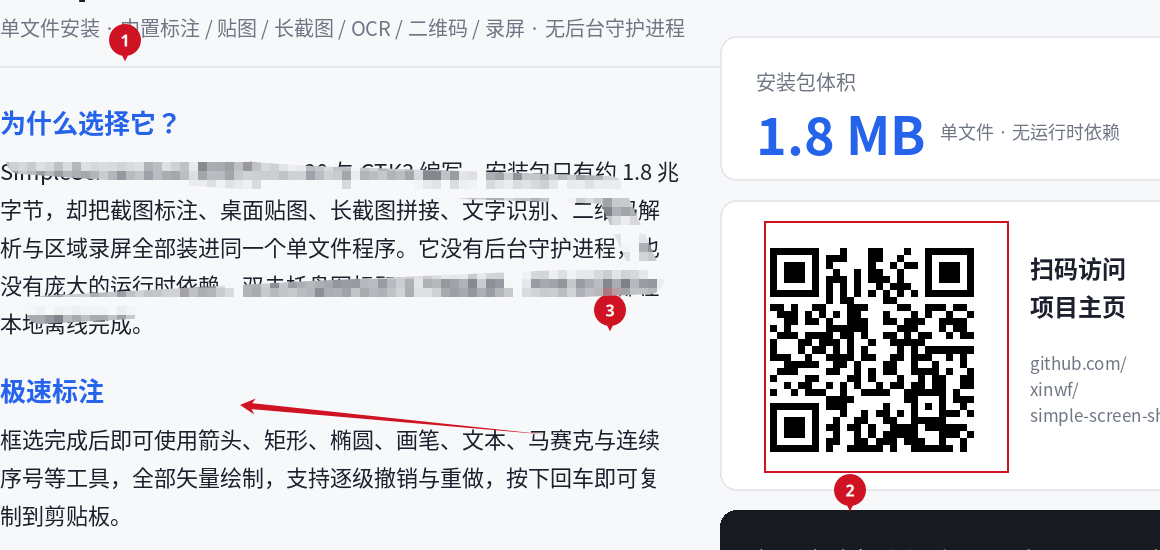 单文件安装 · 内置标注 / 贴图 / 长截图 / OCR / 二维码 / 录屏 · 无后台守护进程
1
为什么选择它？
编写，安装包只有约 1.8 兆
字节，却把截图标注、桌面贴图、长截图拼接、文字识别、二维码解
析与区域录屏全部装进同一个单文件程序。它没有后台守护进程，也
没有庞大的运行时依赖。
本地离线完成。
3
极速标注
框选完成后即可使用箭头、矩形、椭圆、画笔、文本、马赛克与连续
序号等工具，全部矢量绘制，支持逐级撤销与重做，按下回车即可复
制到剪贴板。
安装包体积
1.8 MB 单文件 · 无运行时依赖
扫码访问
项目主页
github.com/
xinwf/
simple-screen-sh
2